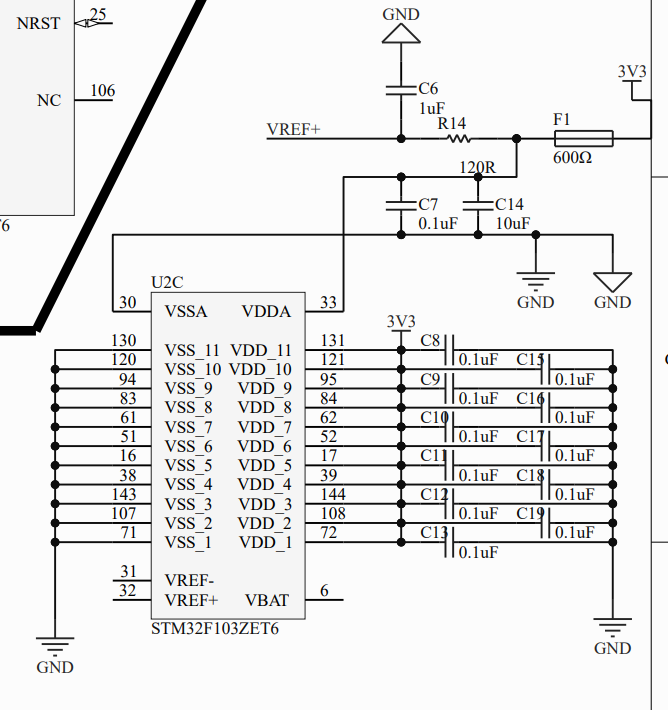 NRST 25
NC 106
T6
GND
C6
1uF
3V3
VREF+
R14
F1
120R
600Ω
C7
0.1uF
C14
10uF
GND
GND
U2C
30 VSSA VDDA 33
3V3
130 VSS_11 VDD_11 131 C8 0.1uF
120 VSS_10 VDD_10 121 C15 0.1uF
94 VSS_9 VDD_9 95 C9 0.1uF
83 VSS_8 VDD_8 84 C16 0.1uF
61 VSS_7 VDD_7 62 C10 0.1uF
51 VSS_6 VDD_6 52 C17 0.1uF
16 VSS_5 VDD_5 17 C11 0.1uF
38 VSS_4 VDD_4 39 C18 0.1uF
143 VSS_3 VDD_3 144 C12 0.1uF
107 VSS_2 VDD_2 108 C19 0.1uF
71 VSS_1 VDD_1 72 C13 0.1uF
31 VREF-
32 VREF+ VBAT 6
STM32F103ZET6
GND
GND